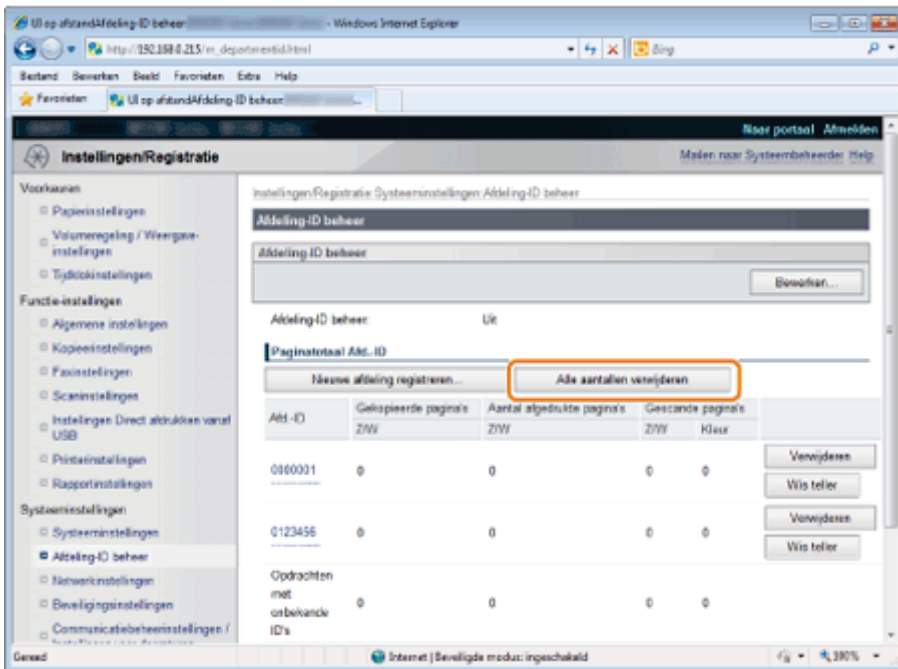 UI op afstandAfdeling-ID beheer - Windows Internet Explorer
http://192.168.0.215/m_departmentid.html
Bing
Bestand Bewerken Beeld Favorieten Extra Help
Favorieten UI op afstandAfdeling-ID beheer
Naar portaal Afmelden
Instellingen/Registratie Mailen naar Systeembeheerder Help
Voorkeuren
Papierinstellingen
Volumeregeling / Weergave-
instellingen
Tijdklokinstellingen
Functie-instellingen
Algemene instellingen
Kopieerinstellingen
Faxinstellingen
Scaninstellingen
Instellingen Direct afdrukken vanaf
USB
Printerinstellingen
Rapportinstellingen
Systeeminstellingen
Systeeminstellingen
Afdeling-ID beheer
Netwerkinstellingen
Beveiligingsinstellingen
Communicatiebeheerinstellingen /
Instellingen/Registratie:Systeeminstellingen:Afdeling-ID beheer
Afdeling-ID beheer
Afdeling-ID beheer
Bewerken...
Afdeling-ID beheer: Uit
Paginatotaal Afd.-ID
Nieuwe afdeling registreren... Alle aantallen verwijderen
Afd.-ID Gekopieerde pagina's Aantal afgedrukte pagina's Gescande pagina's
Z/W Z/W Z/W Kleur
0000001 0 0 0 0 Verwijderen
Wis teller
0123456 0 0 0 0 Verwijderen
Wis teller
Opdrachten
met
onbekende
ID's
0 0 0 0
Gereed Internet | Beveiligde modus: ingeschakeld